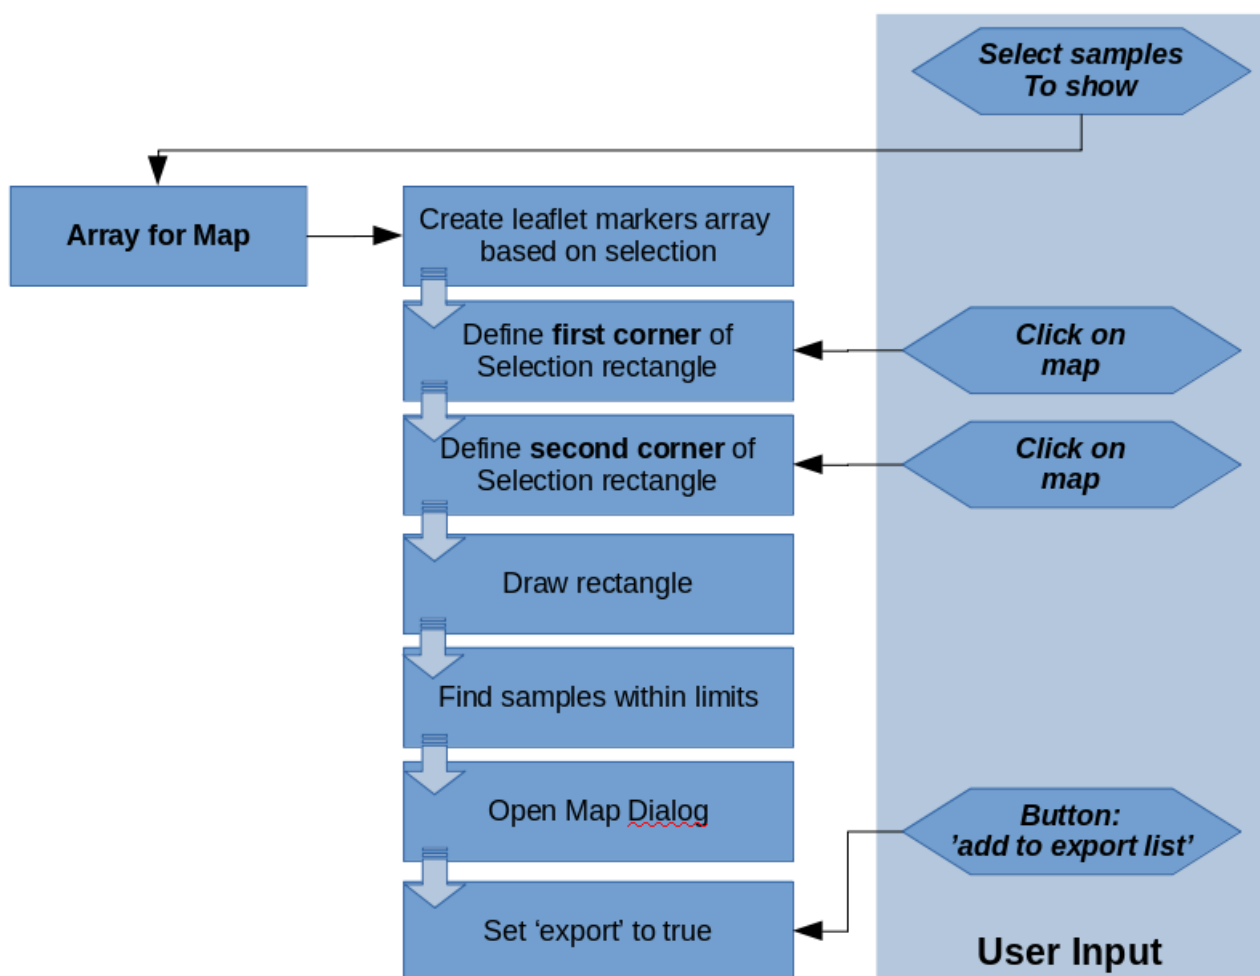 Select samples
To show
Array for Map
Create leaflet markers array
based on selection
Define first corner of
Selection rectangle
Click on
map
Define second corner of
Selection rectangle
Click on
map
Draw rectangle
Find samples within limits
Open Map Dialog
Button:
’add to export list’
Set ‘export’ to true
User Input